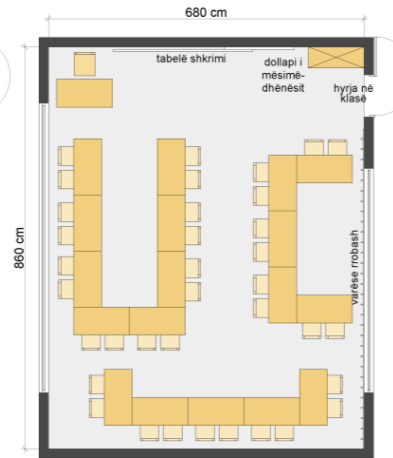 680 cm
tabelë shkrimi
dollapi i
mësimë-
dhënësit
hyrja në
klasë
860 cm
varëse rrobash